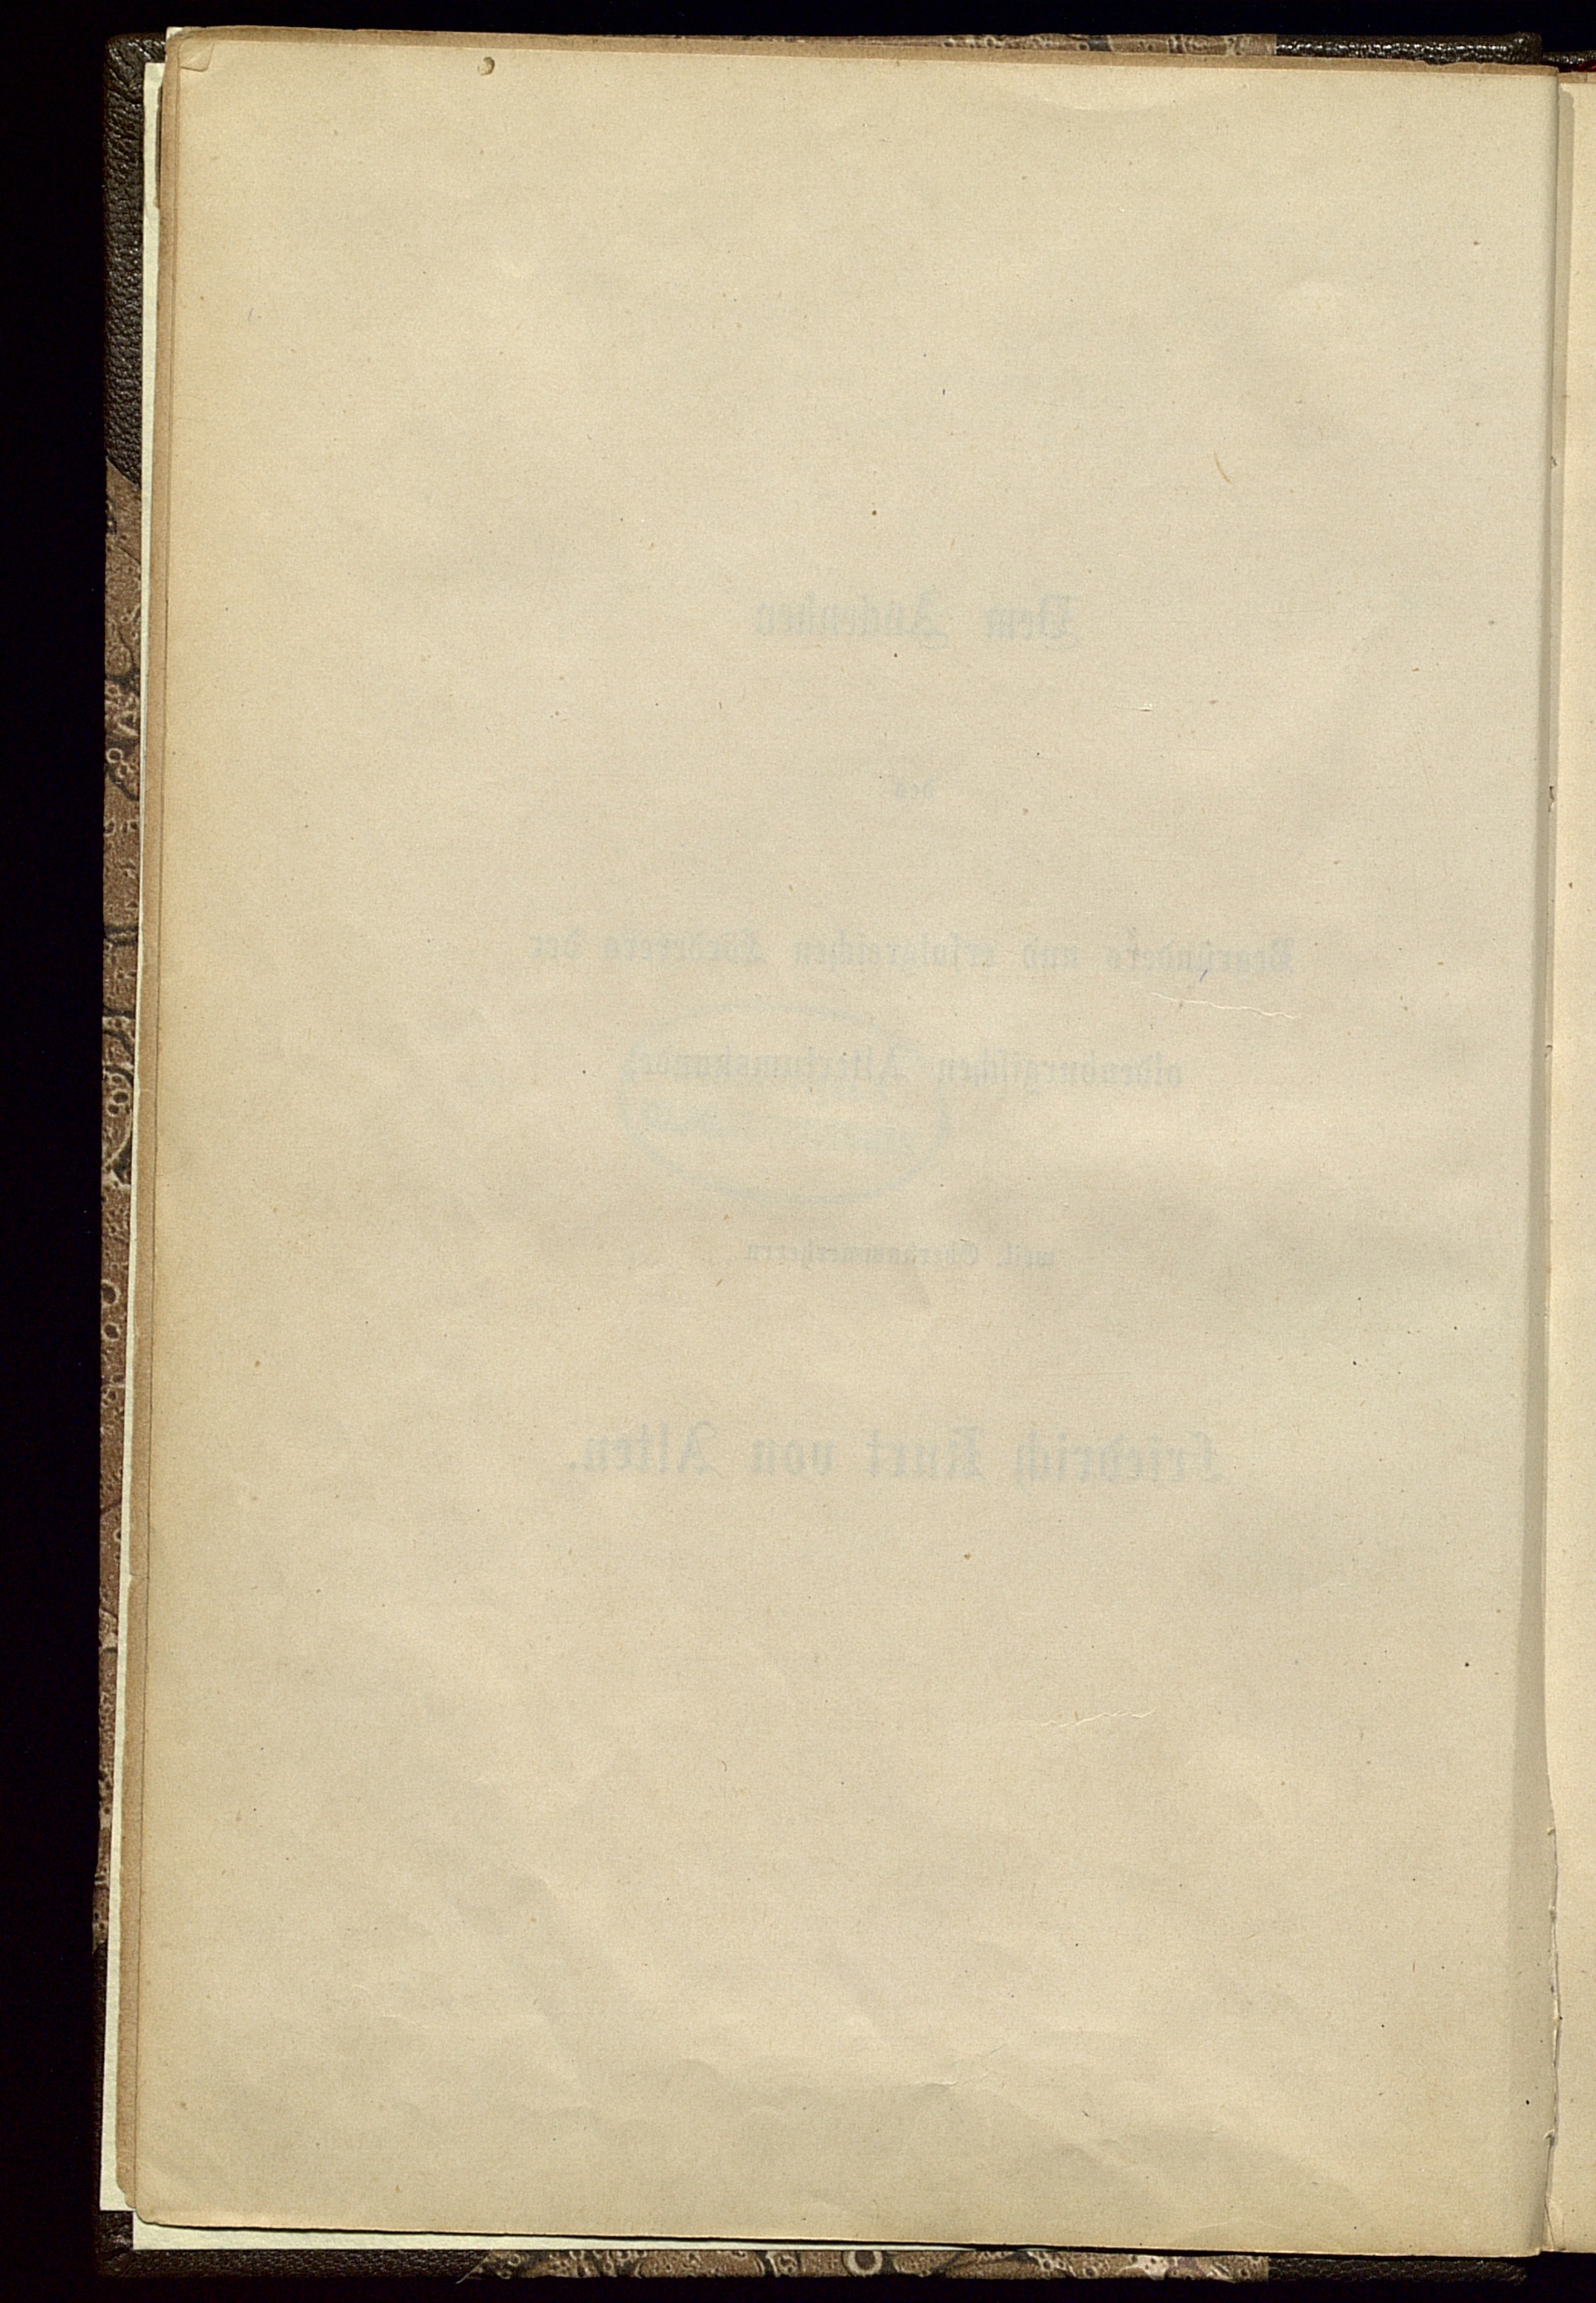 Dem Andenken
des
Begründers und erfolgreichen Förderers der
oldenburgischen Altertumskunde
weil. Oberkammerherrn
Friedrich Kurt von Alten.